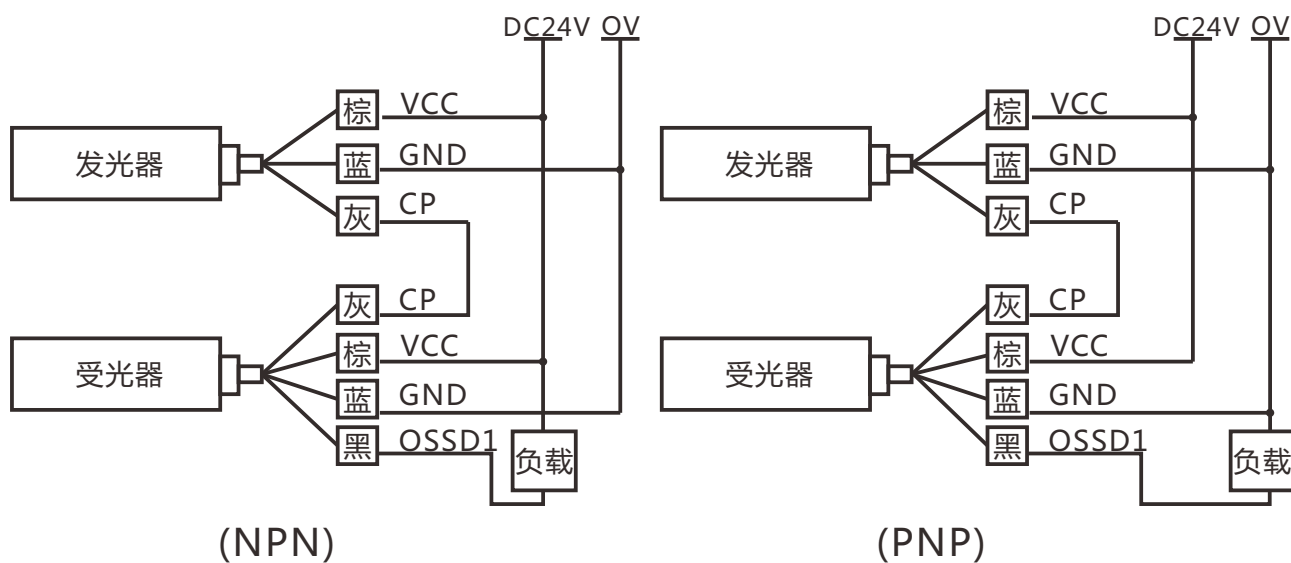 DC24V OV
棕 VCC
发光器
蓝 GND
灰 CP
灰 CP
棕 VCC
受光器
蓝 GND
黑 OSSD1
负载
(NPN)
DC24V OV
棕 VCC
发光器
蓝 GND
灰 CP
灰 CP
棕 VCC
受光器
蓝 GND
黑 OSSD1
负载
(PNP)